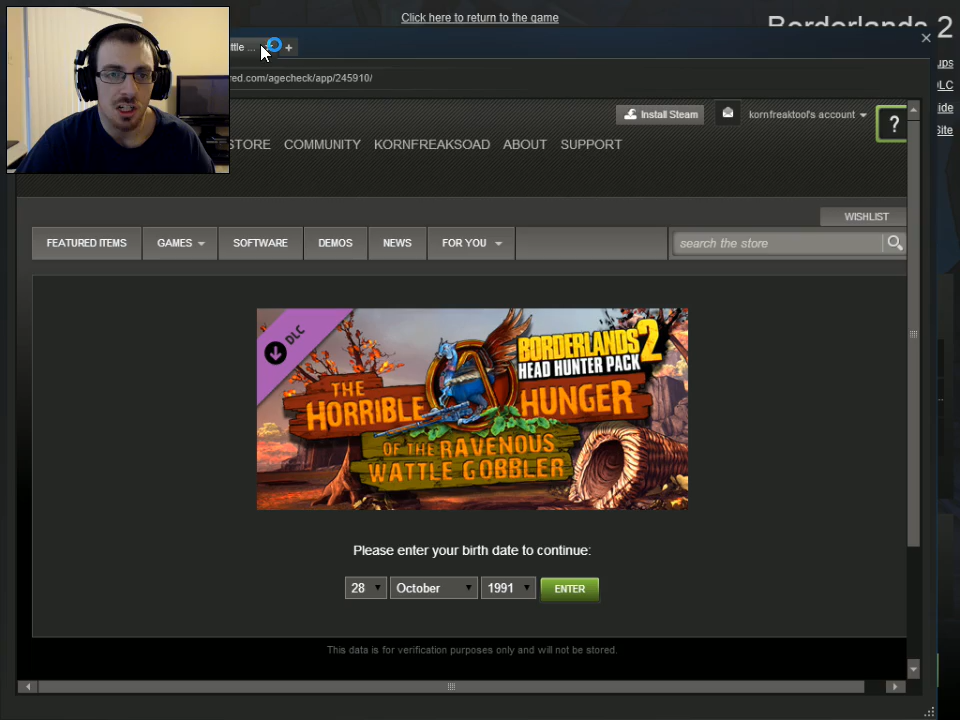 Click here to return to the game
Borderlands 2
ttle ...
+
ups
red.com/agecheck/app/245910/
DLC
ide
Site
Install Steam
kornfreaktool's account
?
STORE COMMUNITY KORNFREAKSOAD ABOUT SUPPORT
WISHLIST
FEATURED ITEMS GAMES SOFTWARE DEMOS NEWS FOR YOU
search the store
DLC
BORDERLANDS 2
HEAD HUNTER PACK
THE
HORRIBLE HUNGER
OF THE RAVENOUS
WATTLE GOBBLER
Please enter your birth date to continue:
28 October 1991 ENTER
This data is for verification purposes only and will not be stored.